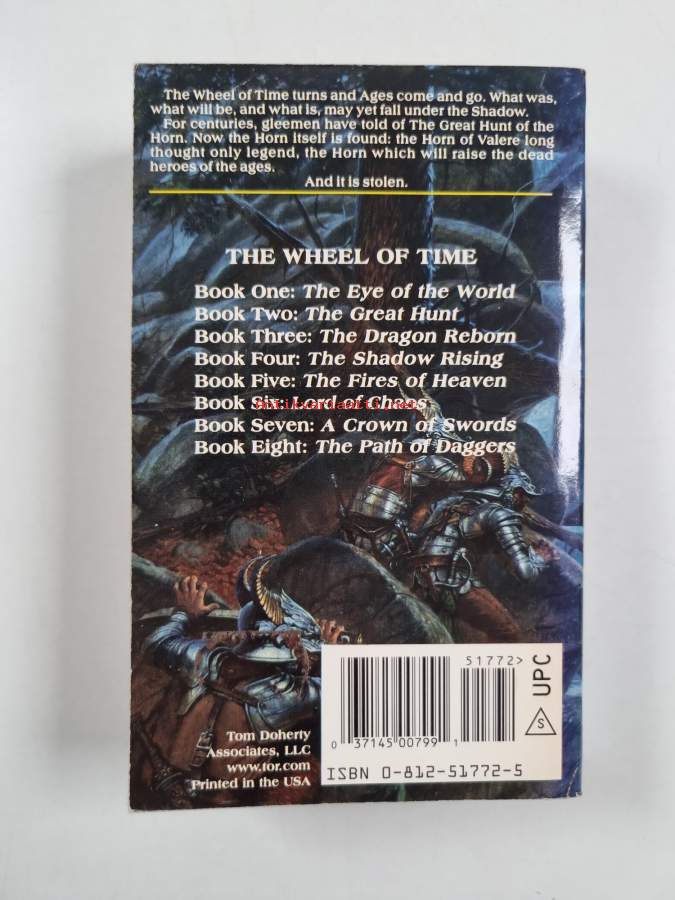 The Wheel of Time turns and Ages come and go. What was,
what will be, and what is, may yet fall under the Shadow.
For centuries, gleemen have told of The Great Hunt of the
Horn. Now the Horn itself is found: the Horn of Valere long
thought only legend, the Horn which will raise the dead
heroes of the ages.
And it is stolen.
THE WHEEL OF TIME
Book One: The Eye of the World
Book Two: The Great Hunt
Book Three: The Dragon Reborn
Book Four: The Shadow Rising
Book Five: The Fires of Heaven
Book Six: Lord of Chaos
Book Seven: A Crown of Swords
Book Eight: The Path of Daggers
Tom Doherty
Associates, LLC
www.tor.com
Printed in the USA
51772>
0 37145 00799 1
ISBN 0-812-51772-5
S UPC